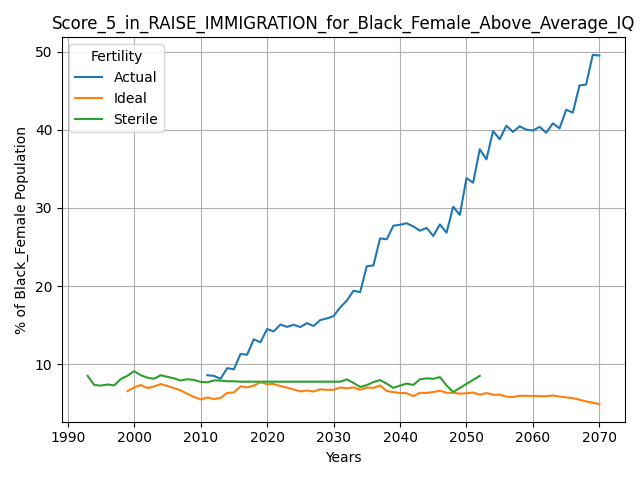 Score_5_in_RAISE_IMMIGRATION_for_Black_Female_Above_Average_IQ
Fertility
Actual
Ideal
Sterile
% of Black_Female Population
50
40
30
20
10
1990 2000 2010 2020 2030 2040 2050 2060 2070
Years